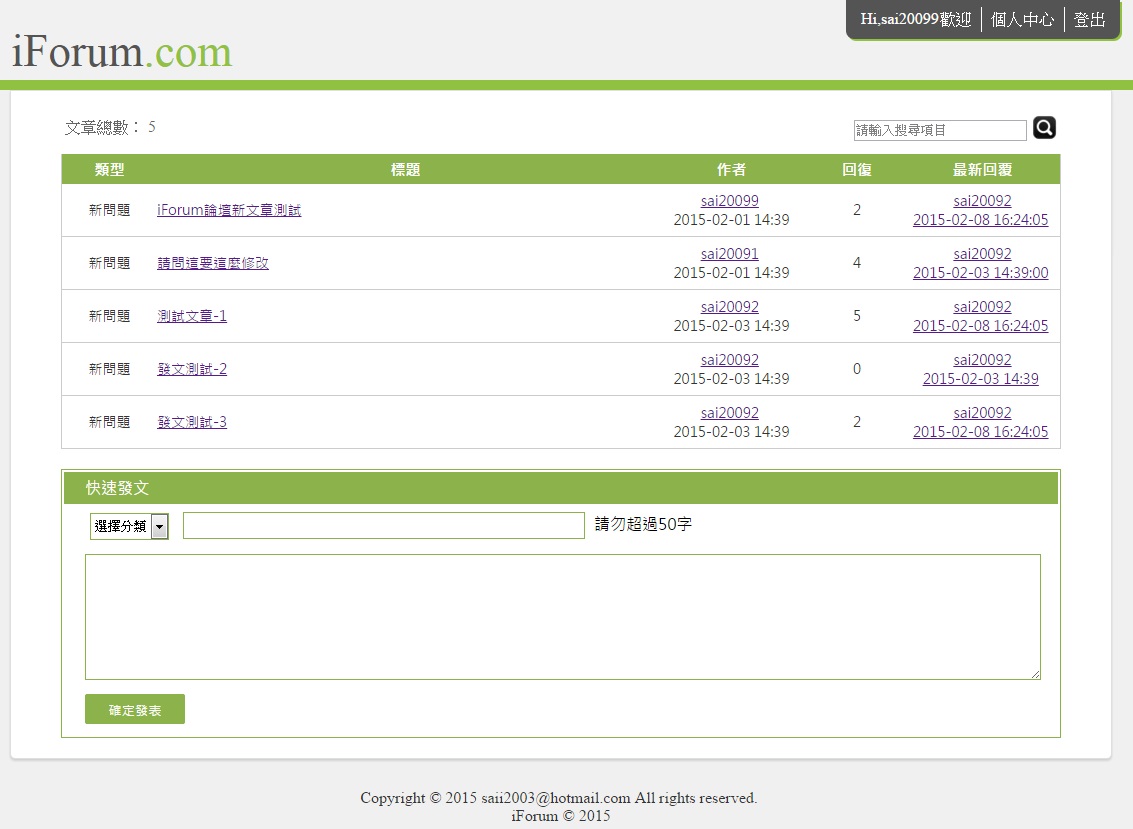 Hi,sai20099歡迎 個人中心 登出
iForum.com
文章總數： 5
請輸入搜尋項目
類型 標題 作者 回復 最新回覆
新問題 iForum論壇新文章測試 sai20099 2 sai20092
2015-02-01 14:39 2015-02-08 16:24:05
新問題 請問這要這麼修改 sai20091 4 sai20092
2015-02-01 14:39 2015-02-03 14:39:00
新問題 測試文章-1 sai20092 5 sai20092
2015-02-03 14:39 2015-02-08 16:24:05
新問題 發文測試-2 sai20092 0 sai20092
2015-02-03 14:39 2015-02-03 14:39
新問題 發文測試-3 sai20092 2 sai20092
2015-02-03 14:39 2015-02-08 16:24:05
快速發文
選擇分類 請勿超過50字
確定發表
Copyright © 2015 saii2003@hotmail.com All rights reserved.
iForum © 2015